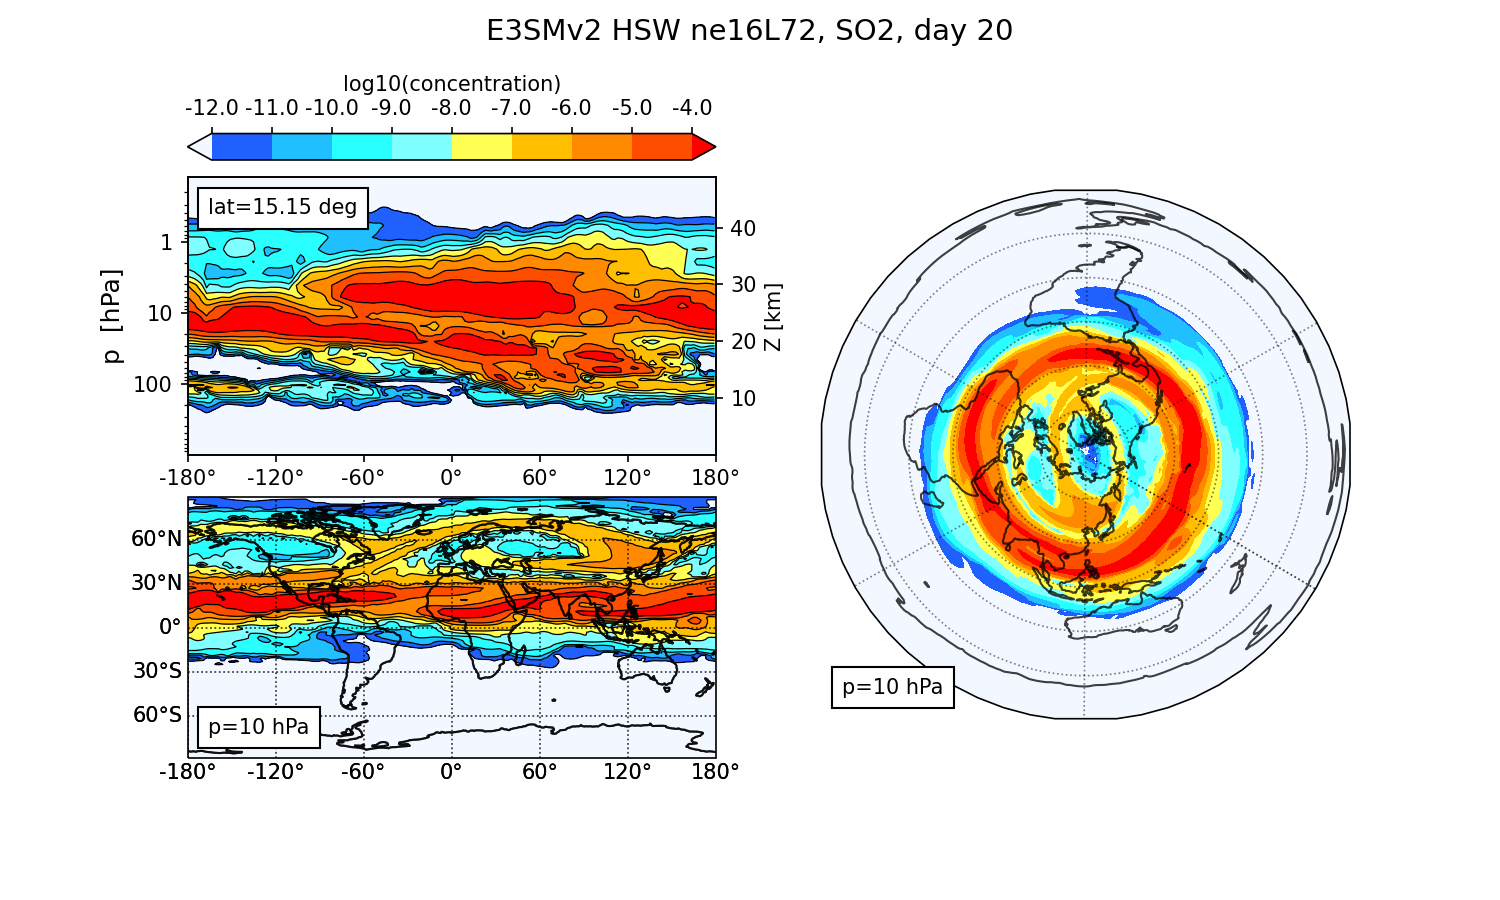 E3SMv2 HSW ne16L72, SO2, day 20
log10(concentration)
-12.0 -11.0 -10.0 -9.0 -8.0 -7.0 -6.0 -5.0 -4.0
lat=15.15 deg
1
10
100
p [hPa]
40
30
20
10
Z [km]
-180° -120° -60° 0° 60° 120° 180°
60°N
30°N
0°
30°S
60°S
p=10 hPa
-180° -120° -60° 0° 60° 120° 180°
p=10 hPa